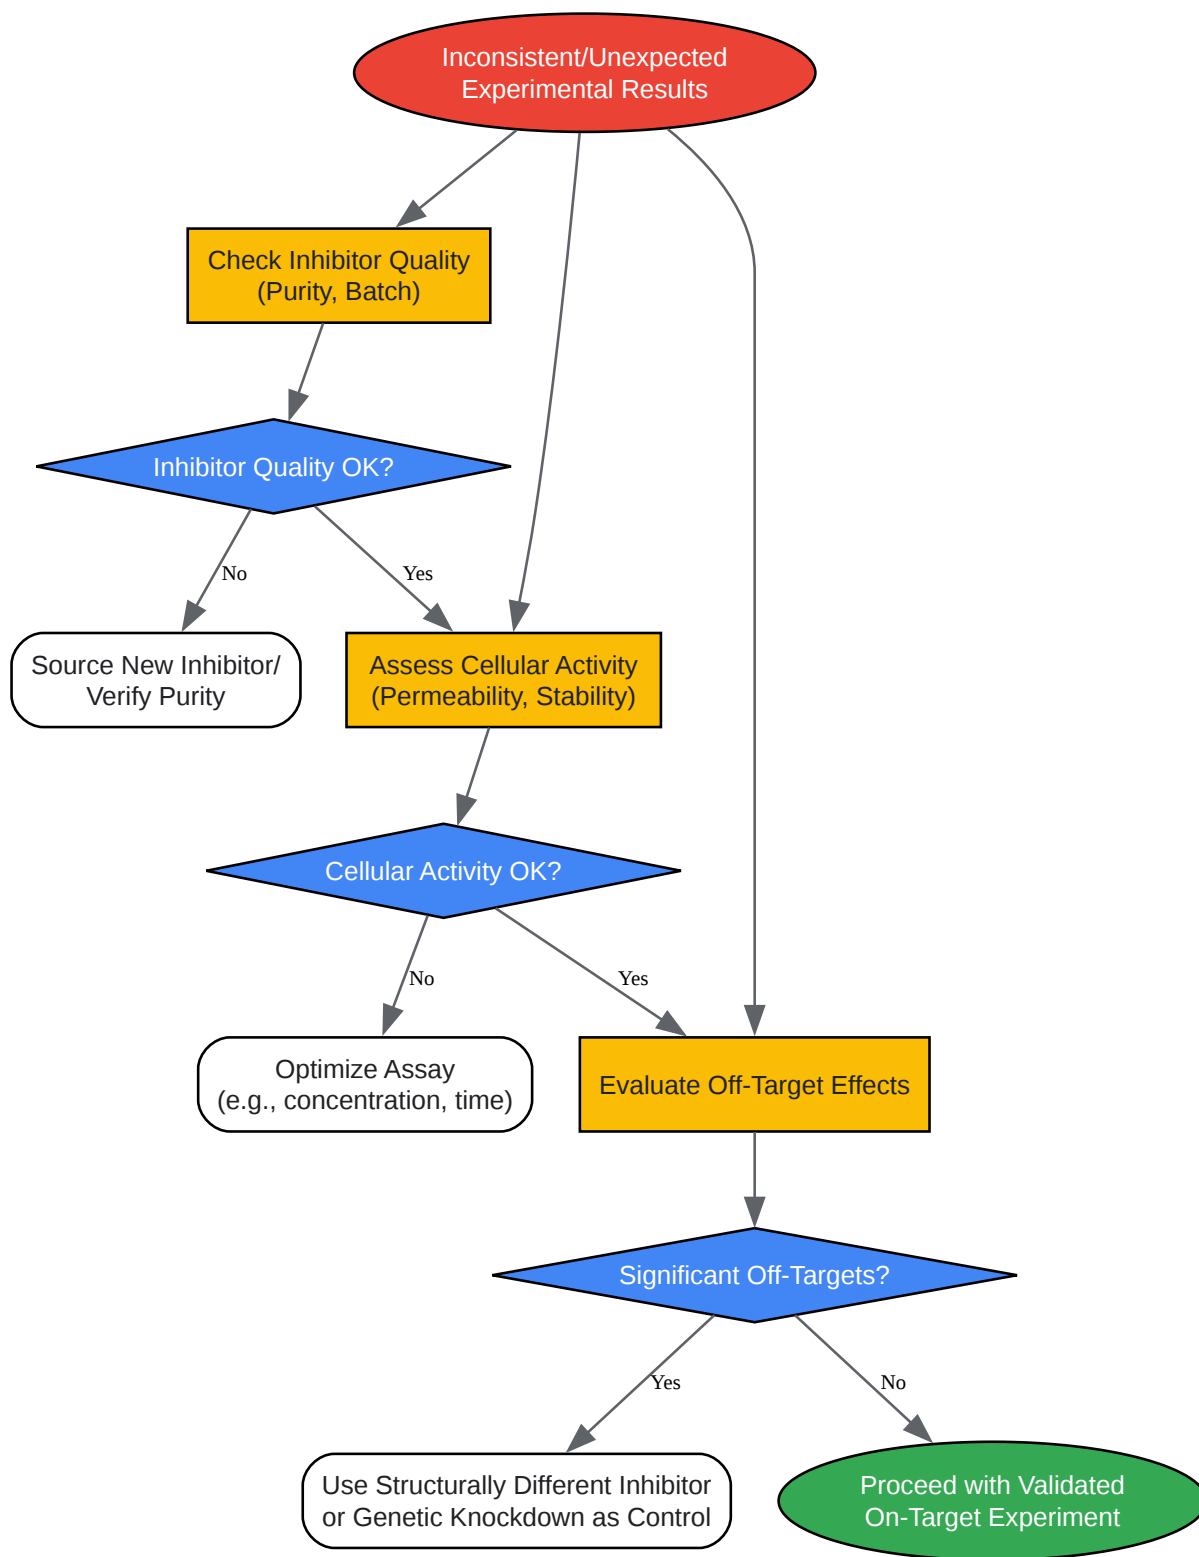 Inconsistent/Unexpected
Experimental Results
Check Inhibitor Quality
(Purity, Batch)
Inhibitor Quality OK?
No
Yes
Source New Inhibitor/
Verify Purity
Assess Cellular Activity
(Permeability, Stability)
Cellular Activity OK?
No
Yes
Optimize Assay
(e.g., concentration, time)
Evaluate Off-Target Effects
Significant Off-Targets?
Yes
No
Use Structurally Different Inhibitor
or Genetic Knockdown as Control
Proceed with Validated
On-Target Experiment